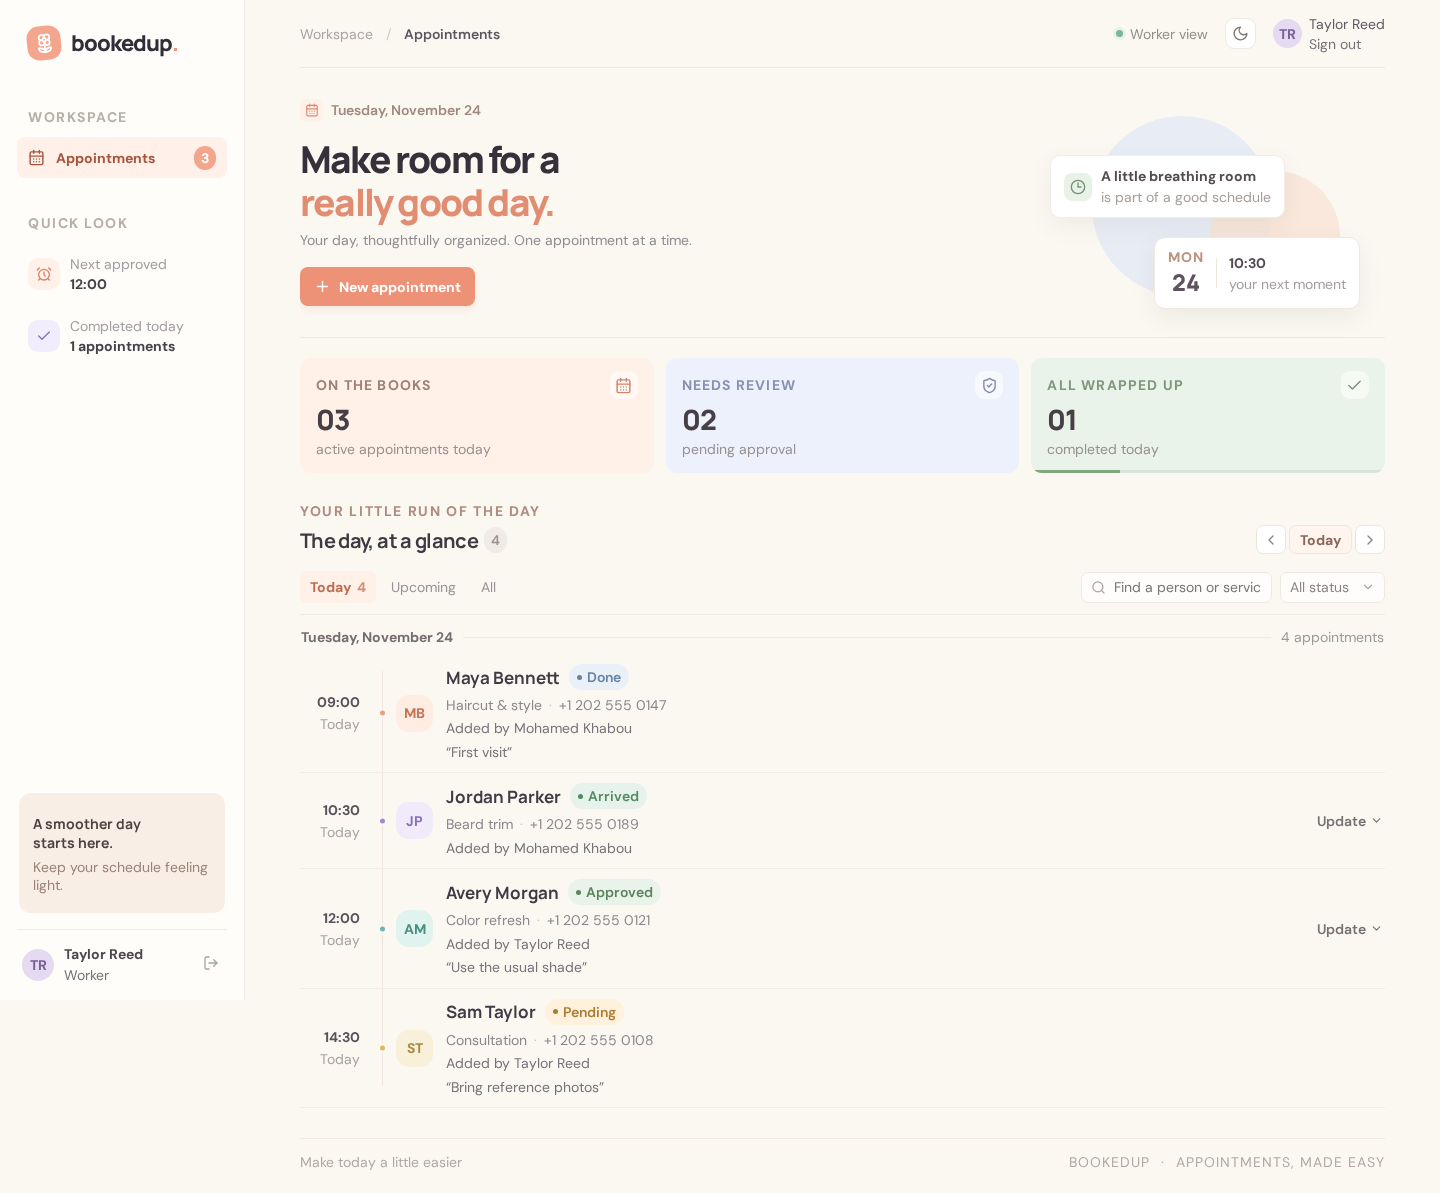 bookedup.
WORKSPACE
Appointments 3
QUICK LOOK
Next approved
12:00
Completed today
1 appointments
A smoother day
starts here.
Keep your schedule feeling
light.
TR
Taylor Reed
Worker
Workspace / Appointments
Worker view
TR
Taylor Reed
Sign out
Tuesday, November 24
Make room for a
really good day.
Your day, thoughtfully organized. One appointment at a time.
New appointment
A little breathing room
is part of a good schedule
MON
24
10:30
your next moment
ON THE BOOKS
03
active appointments today
NEEDS REVIEW
02
pending approval
ALL WRAPPED UP
01
completed today
YOUR LITTLE RUN OF THE DAY
The day, at a glance 4
Today
Today 4 Upcoming All
Find a person or servic
All status
Tuesday, November 24
4 appointments
09:00
Today
MB
Maya Bennett Done
Haircut & style · +1 202 555 0147
Added by Mohamed Khabou
“First visit”
10:30
Today
JP
Jordan Parker Arrived
Beard trim · +1 202 555 0189
Added by Mohamed Khabou
Update
12:00
Today
AM
Avery Morgan Approved
Color refresh · +1 202 555 0121
Added by Taylor Reed
“Use the usual shade”
Update
14:30
Today
ST
Sam Taylor Pending
Consultation · +1 202 555 0108
Added by Taylor Reed
“Bring reference photos”
Make today a little easier
BOOKEDUP · APPOINTMENTS, MADE EASY